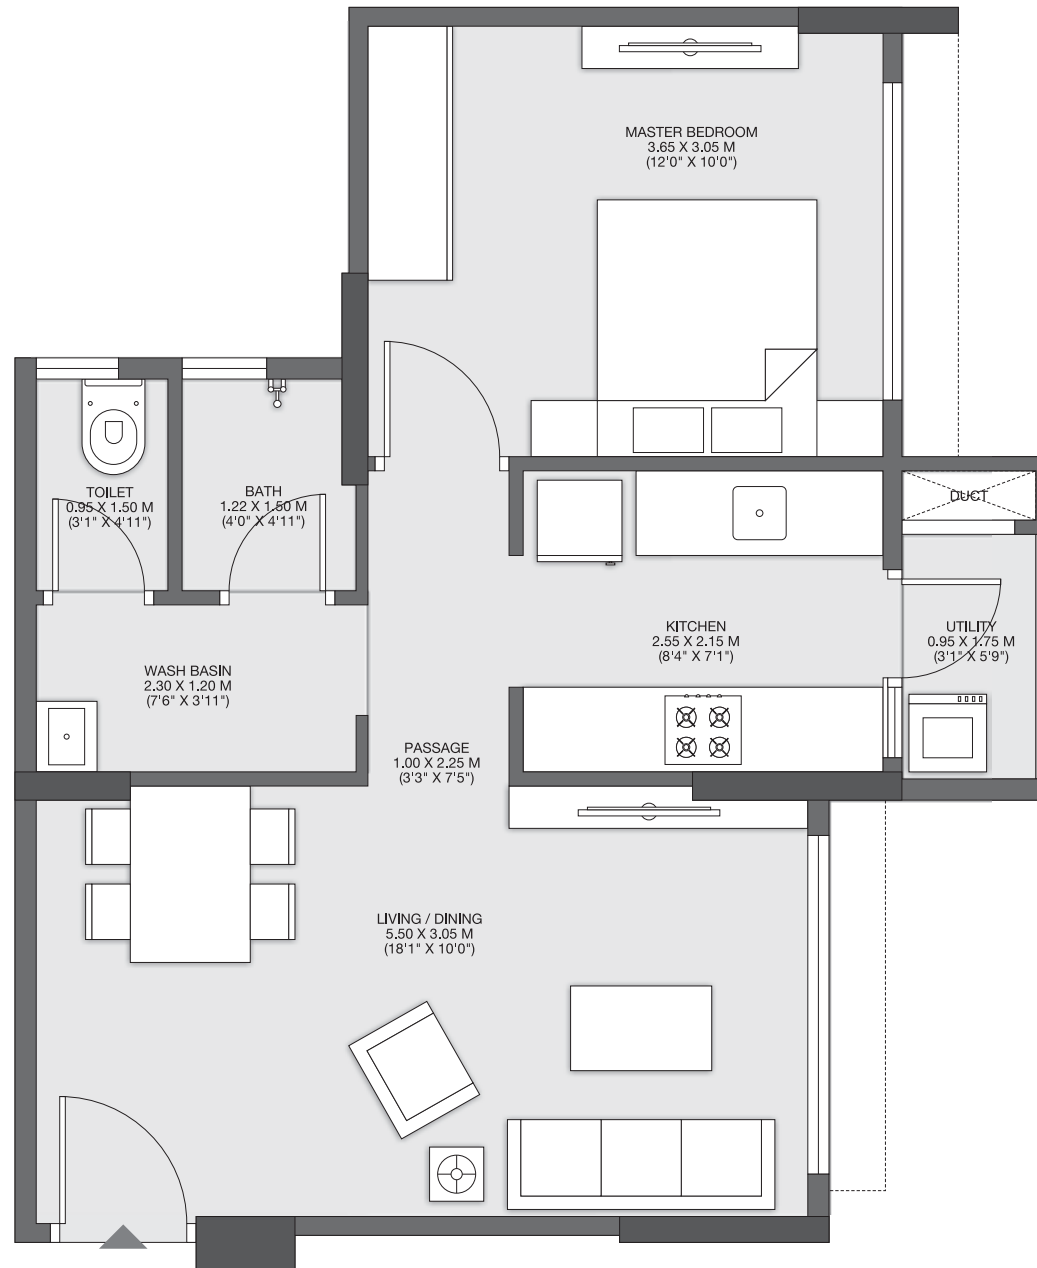 MASTER BEDROOM
3.65 X 3.05 M
(12'0" X 10'0")
TOILET
0.95 X 1.50 M
(3'1" X 4'11")
BATH
1.22 X 1.50 M
(4'0" X 4'11")
DUCT
KITCHEN
2.55 X 2.15 M
(8'4" X 7'1")
UTILITY
0.95 X 1.75 M
(3'1" X 5'9")
WASH BASIN
2.30 X 1.20 M
(7'6" X 3'11")
PASSAGE
1.00 X 2.25 M
(3'3" X 7'5")
LIVING / DINING
5.50 X 3.05 M
(18'1" X 10'0")